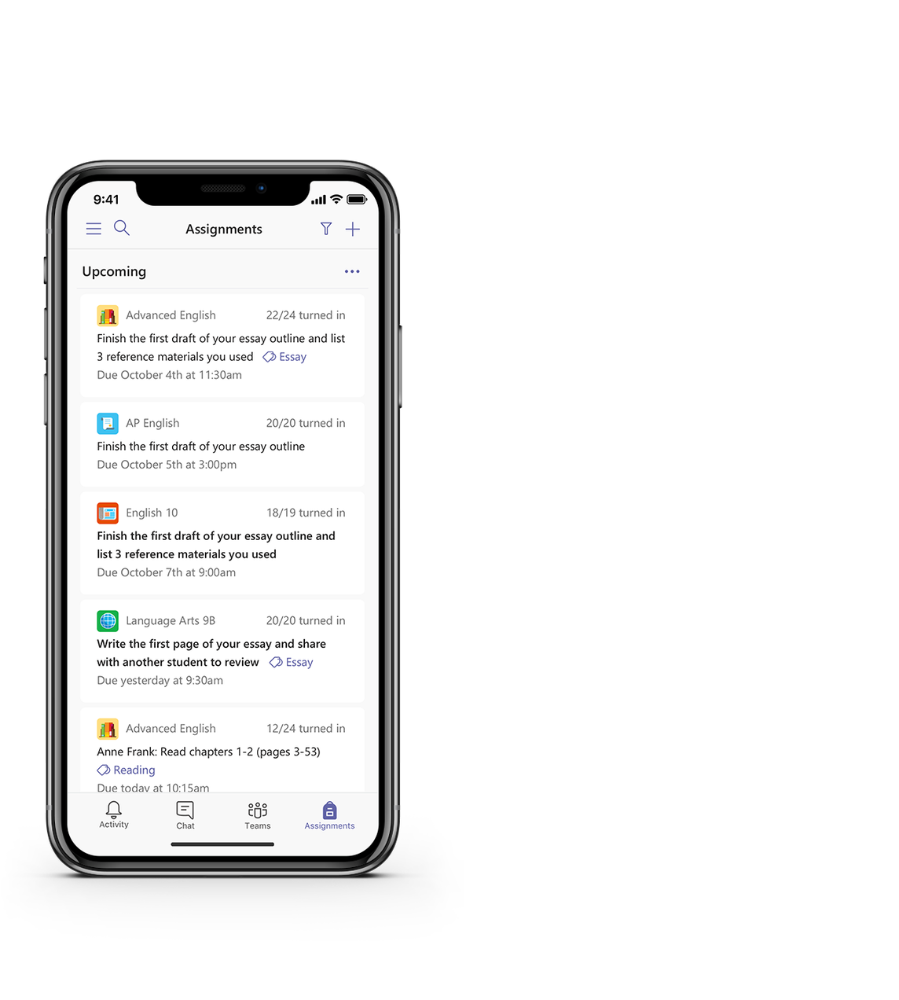 9:41
Assignments
Upcoming
Advanced English 22/24 turned in
Finish the first draft of your essay outline and list
3 reference materials you used Essay
Due October 4th at 11:30am
AP English 20/20 turned in
Finish the first draft of your essay outline
Due October 5th at 3:00pm
English 10 18/19 turned in
Finish the first draft of your essay outline and
list 3 reference materials you used
Due October 7th at 9:00am
Language Arts 9B 20/20 turned in
Write the first page of your essay and share
with another student to review Essay
Due yesterday at 9:30am
Advanced English 12/24 turned in
Anne Frank: Read chapters 1-2 (pages 3-53)
Reading
Due today at 10:15am
Activity Chat Teams Assignments